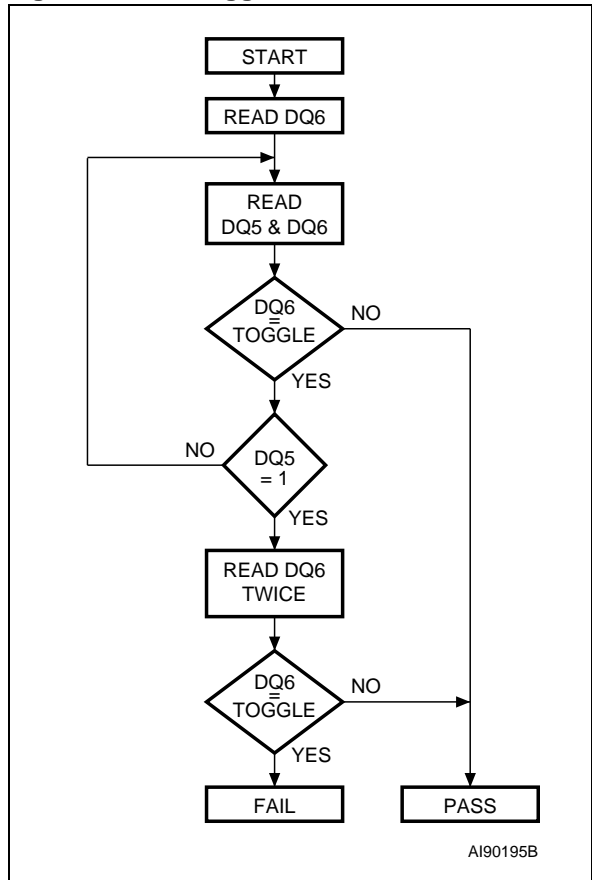 START
READ DQ6
READ
DQ5 & DQ6
DQ6
=
TOGGLE
NO
YES
NO
DQ5
= 1
YES
READ DQ6
TWICE
DQ6
=
TOGGLE
NO
YES
FAIL
PASS
AI90195B